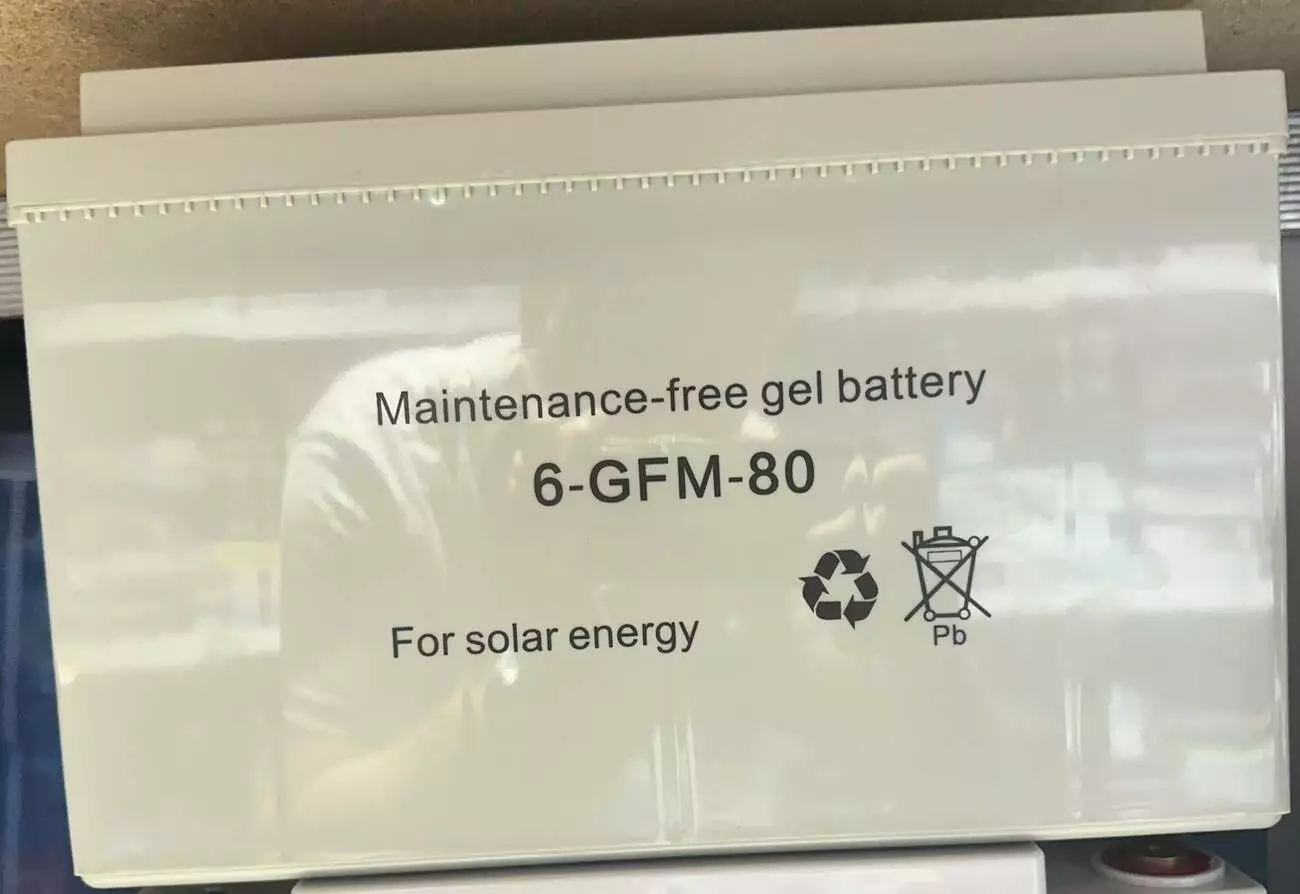 Maintenance-free gel battery
6-GFM-80
For solar energy
Pb